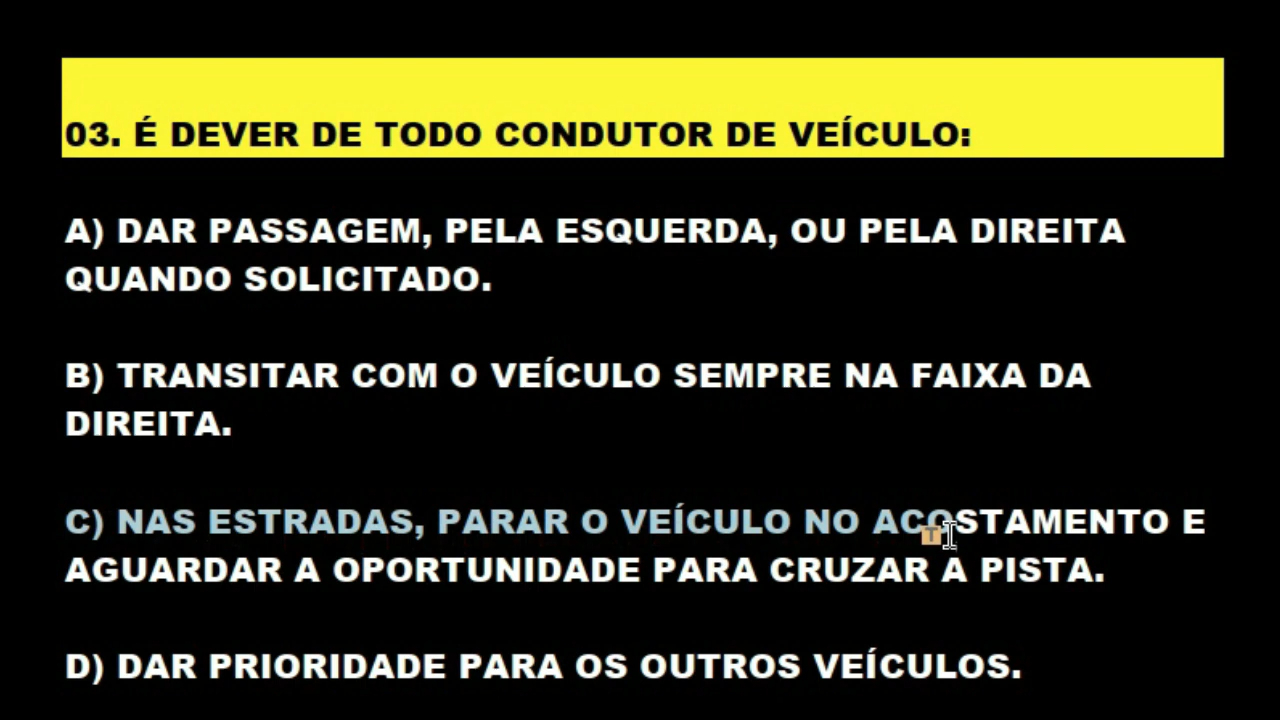 03. É DEVER DE TODO CONDUTOR DE VEÍCULO:
A) DAR PASSAGEM, PELA ESQUERDA, OU PELA DIREITA
QUANDO SOLICITADO.
B) TRANSITAR COM O VEÍCULO SEMPRE NA FAIXA DA
DIREITA.
C) NAS ESTRADAS, PARAR O VEÍCULO NO ACOSTAMENTO E
AGUARDAR A OPORTUNIDADE PARA CRUZAR A PISTA.
D) DAR PRIORIDADE PARA OS OUTROS VEÍCULOS.